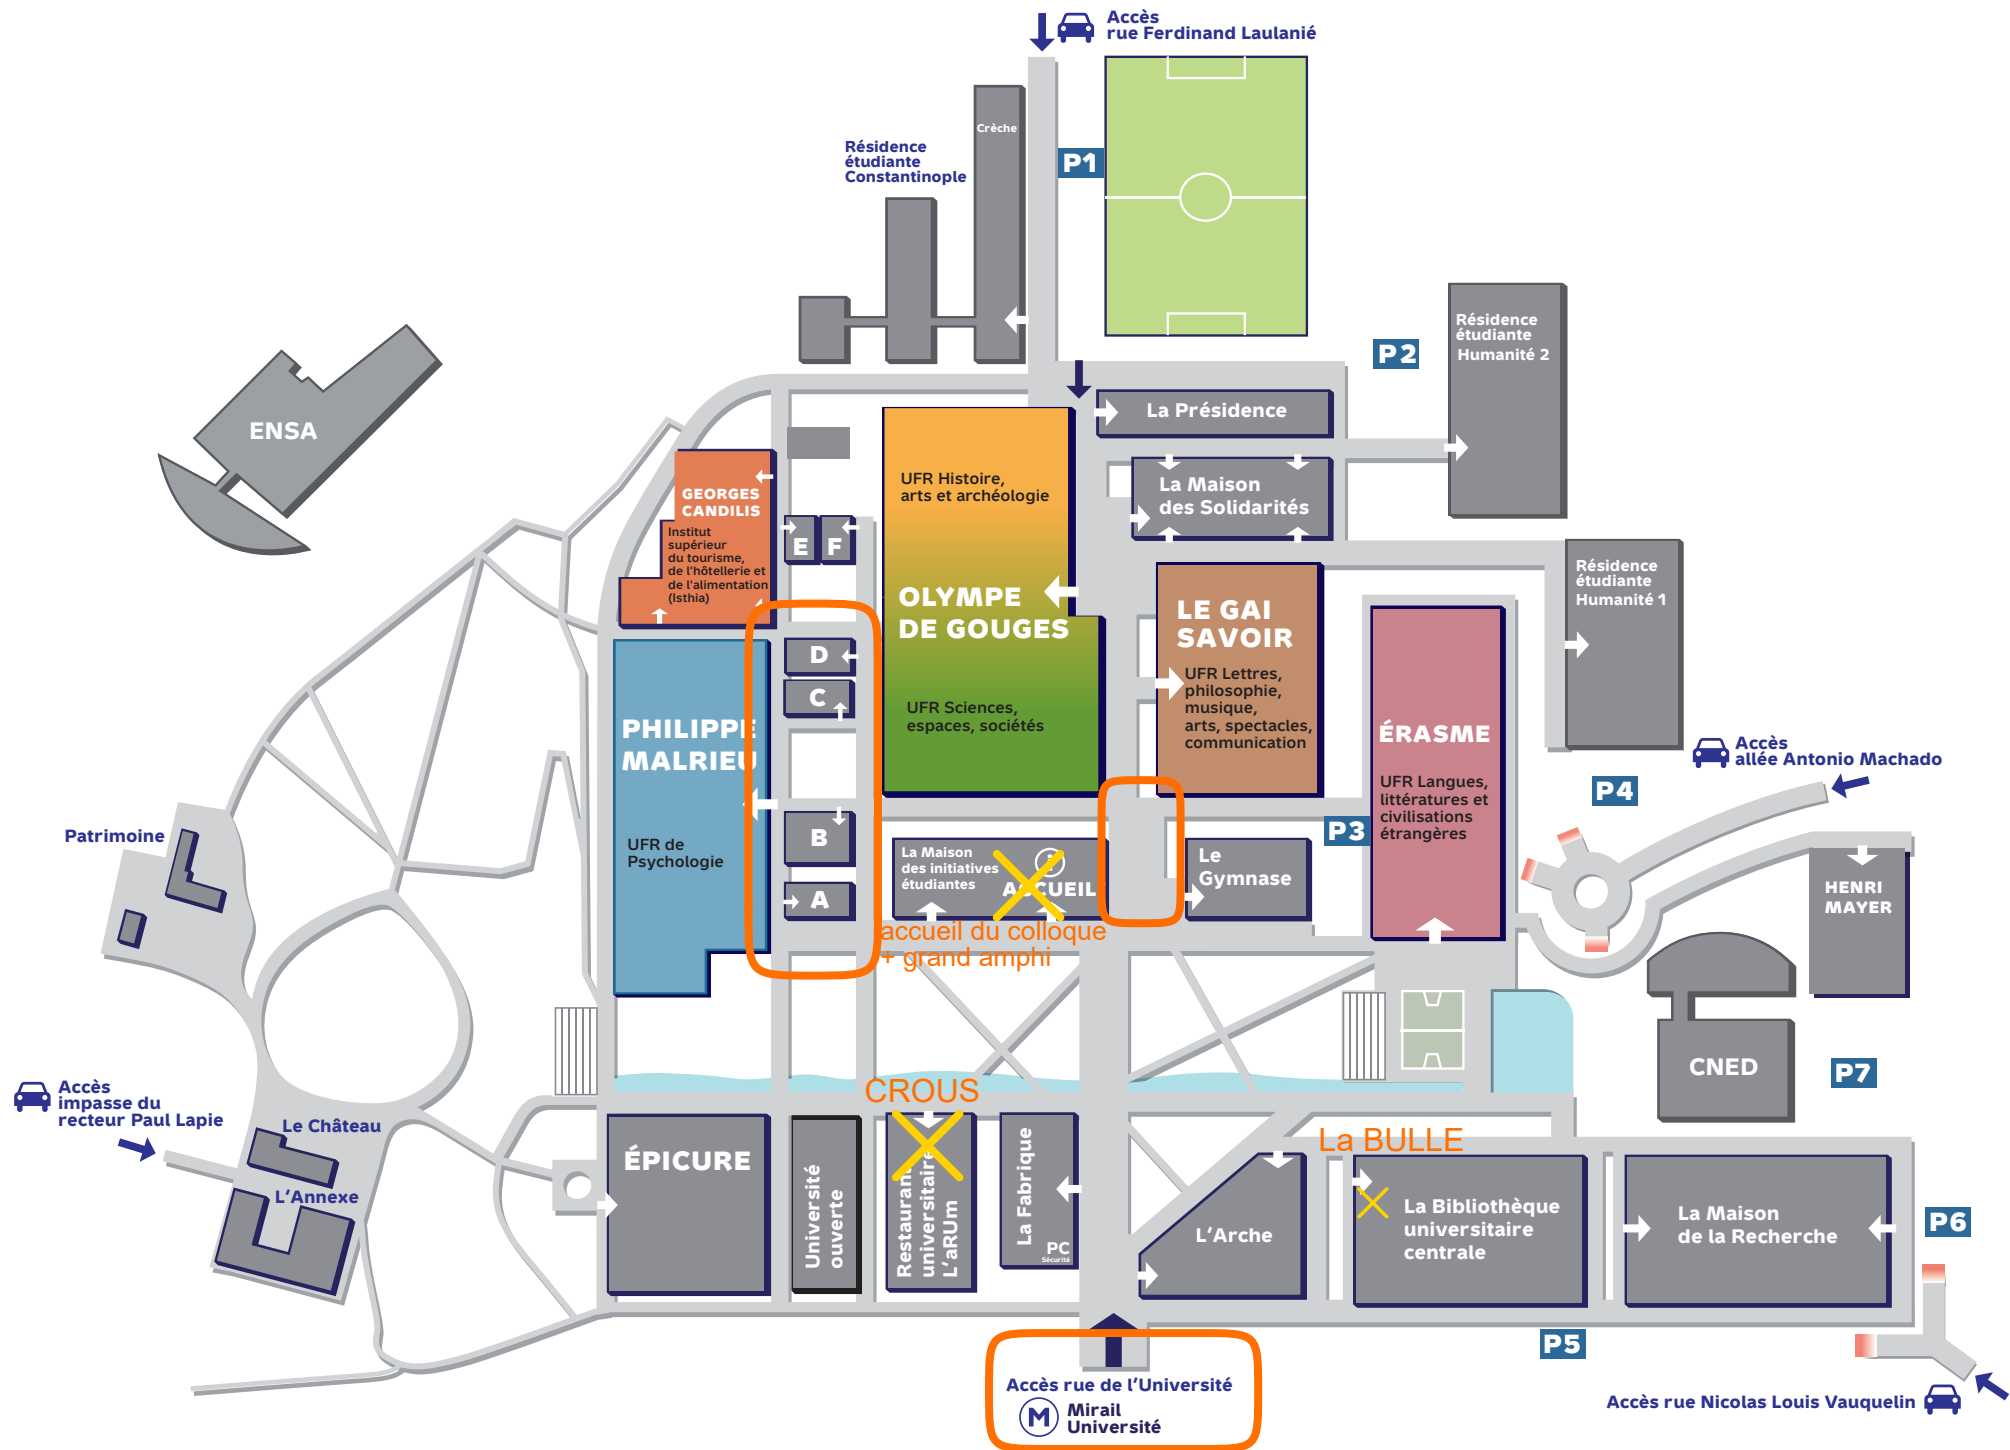 Accès
rue Ferdinand Laulanié
Crèche
Résidence
étudiante
Constantinople
P1
Résidence
étudiante
Humanité 2
P2
ENSA
La Présidence
UFR Histoire,
arts et archéologie
La Maison
des Solidarités
GEORGES
CANDILIS
Institut
supérieur
du tourisme,
de l'hôtellerie et
de l'alimentation
(Isthia)
E
F
OLYMPE
DE GOUGES
UFR Sciences,
espaces, sociétés
LE GAI
SAVOIR
UFR Lettres,
philosophie,
musique,
arts, spectacles,
communication
Résidence
étudiante
Humanité 1
D
C
B
A
PHILIPPE
MALRIEU
UFR de
Psychologie
ÉRASME
UFR Langues,
littératures et
civilisations
étrangères
Accès
allée Antonio Machado
P4
P3
Patrimoine
La Maison
des initiatives
étudiantes
i
ACCUEIL
Le
Gymnase
HENRI
MAYER
accueil du colloque
+ grand amphi
CNED
P7
Accès
impasse du
recteur Paul Lapie
Le Château
L'Annexe
CROUS
La BULLE
ÉPICURE
Université
ouverte
Restaurant
universitaire
L'aRUm
La Fabrique
PC
Sécurité
L'Arche
La Bibliothèque
universitaire
centrale
La Maison
de la Recherche
P6
P5
Accès rue de l'Université
M
Mirail
Université
Accès rue Nicolas Louis Vauquelin